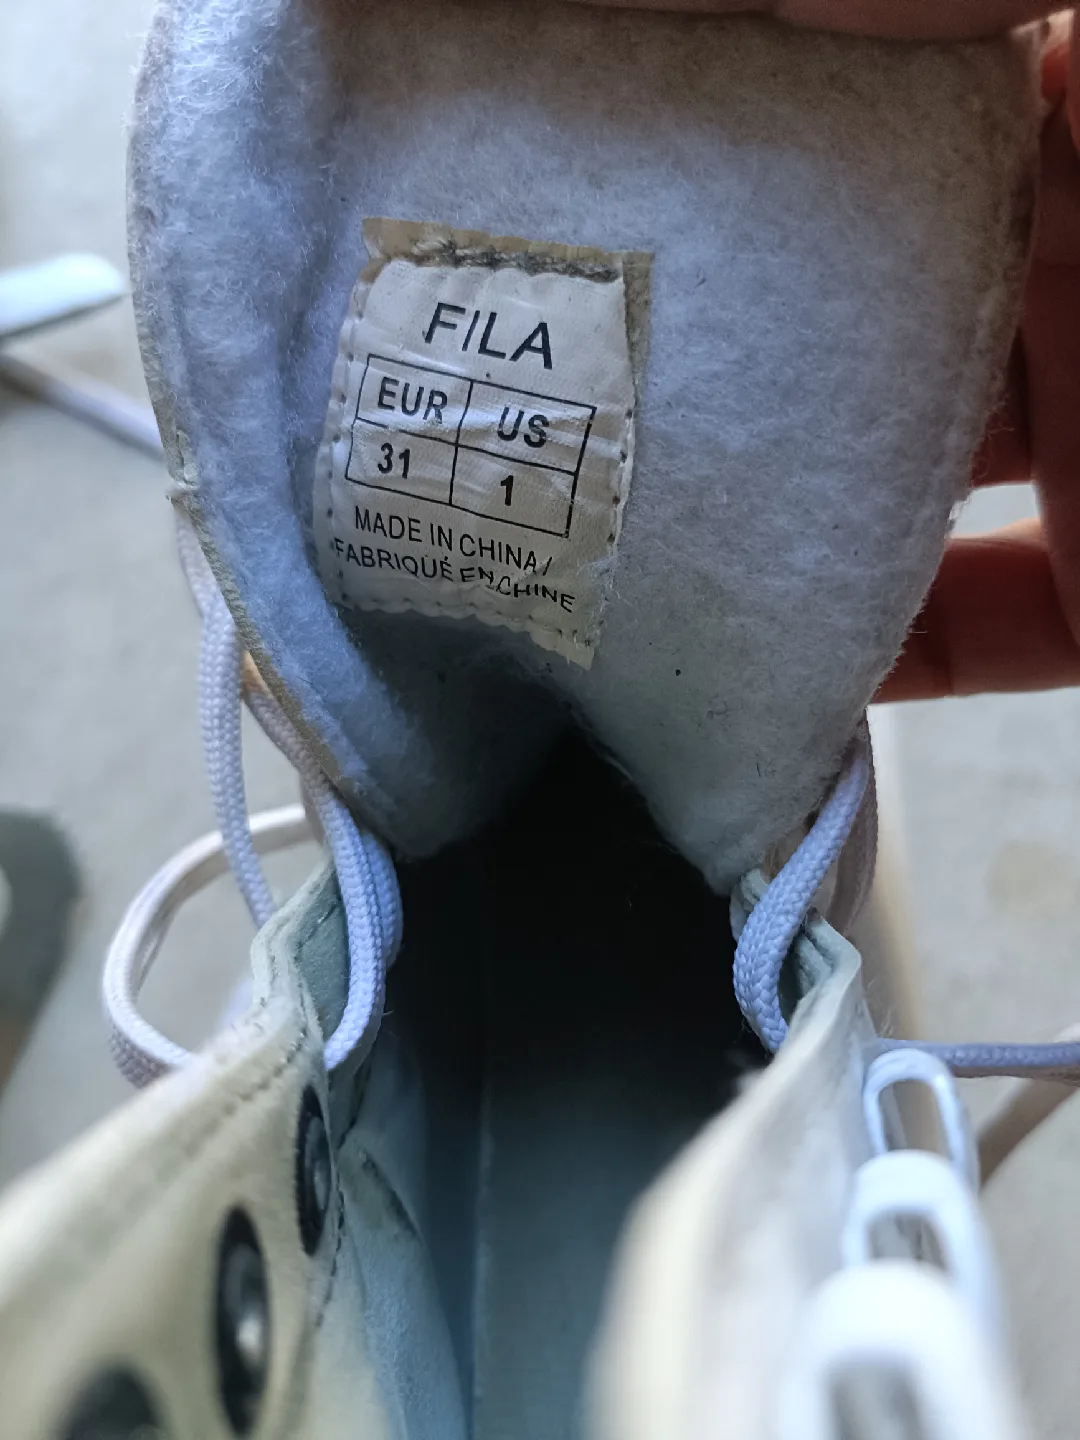 FILA
EUR US
31 1
MADE IN CHINA/
FABRIQUÉ EN CHINE